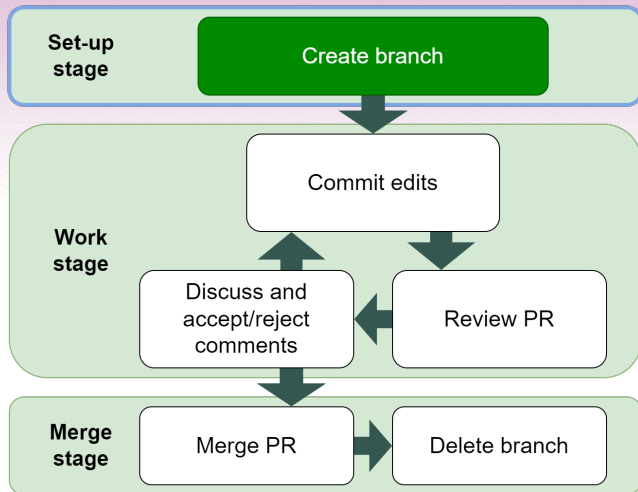 Set-up
stage
Create branch
Commit edits
Work
stage
Discuss and
accept/reject
comments
Review PR
Merge
stage
Merge PR
Delete branch